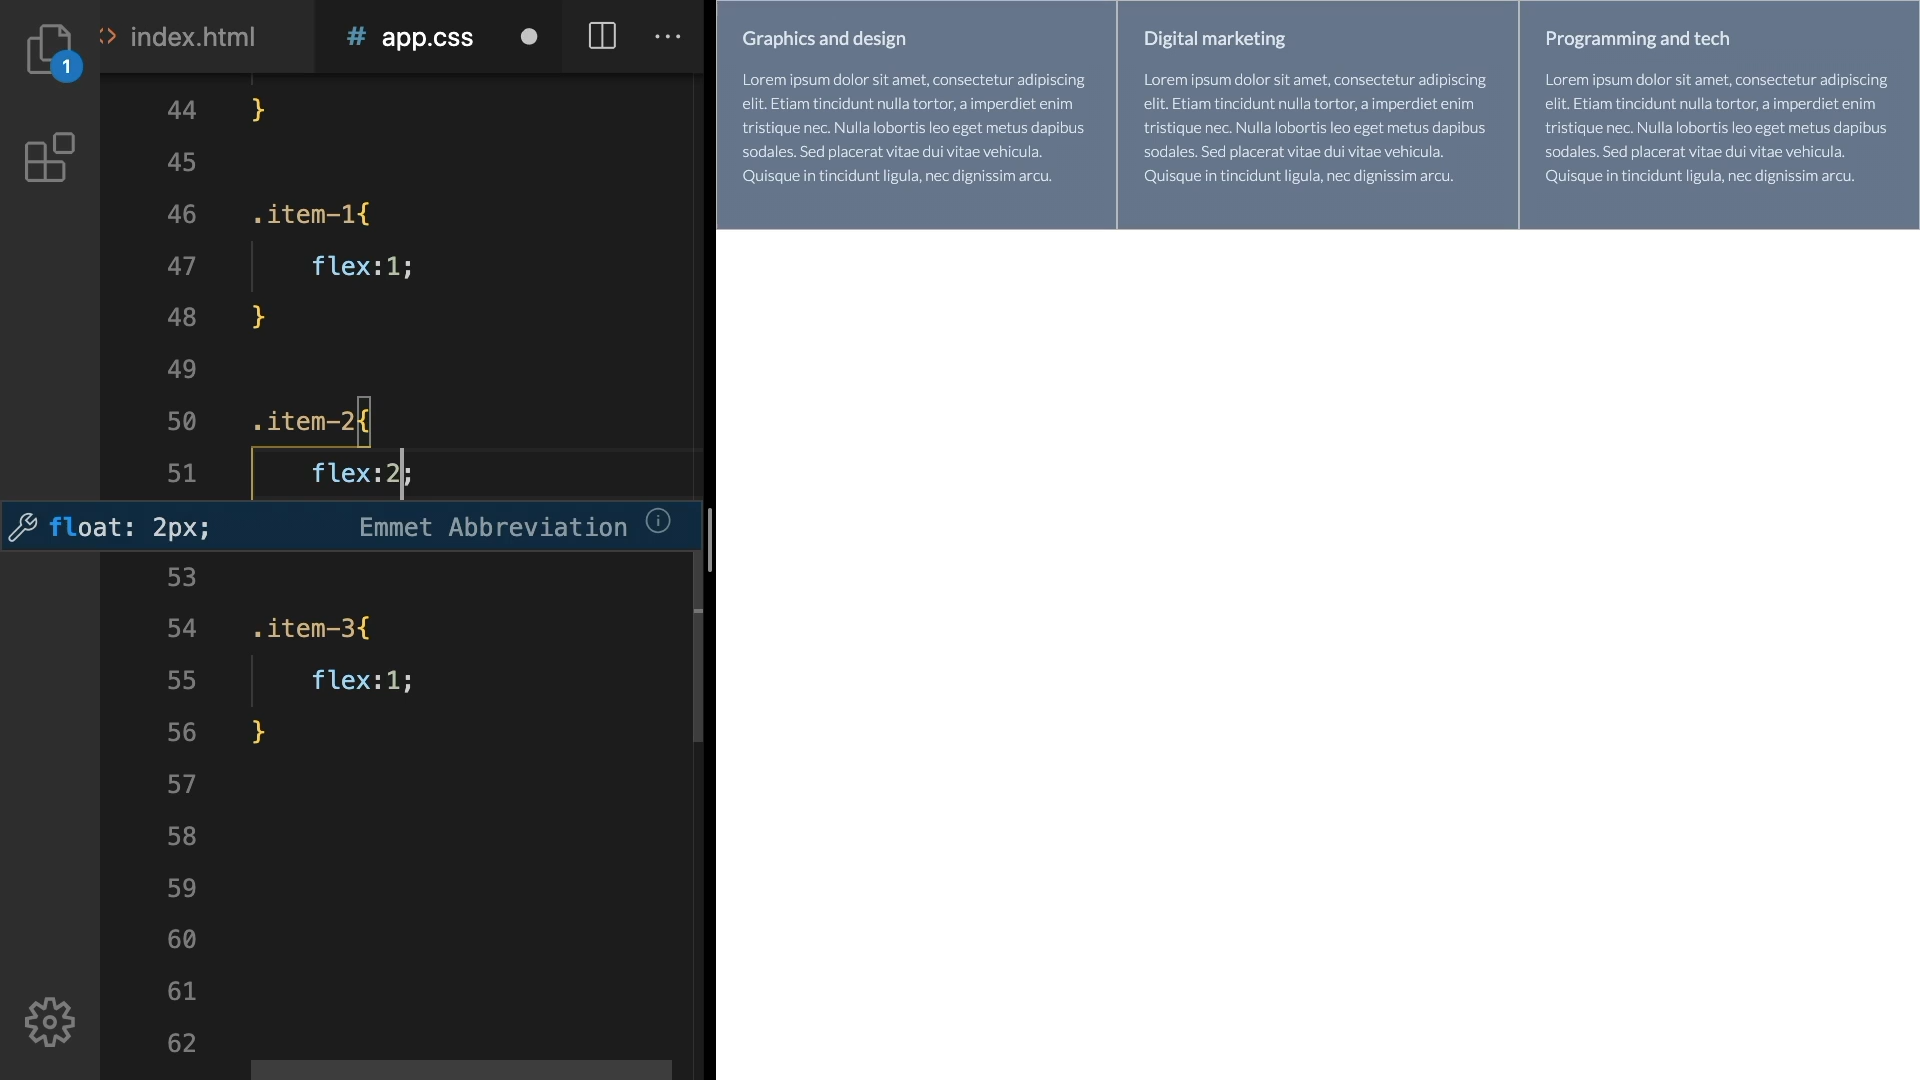 1
<> index.html
# app.css
44 }
45
46 .item-1{
47 flex:1;
48 }
49
50 .item-2{
51 flex:2;
float: 2px; Emmet Abbreviation
53
54 .item-3{
55 flex:1;
56 }
57
58
59
60
61
62
Graphics and design
Lorem ipsum dolor sit amet, consectetur adipiscing
elit. Etiam tincidunt nulla tortor, a imperdiet enim
tristique nec. Nulla lobortis leo eget metus dapibus
sodales. Sed placerat vitae dui vitae vehicula.
Quisque in tincidunt ligula, nec dignissim arcu.
Digital marketing
Lorem ipsum dolor sit amet, consectetur adipiscing
elit. Etiam tincidunt nulla tortor, a imperdiet enim
tristique nec. Nulla lobortis leo eget metus dapibus
sodales. Sed placerat vitae dui vitae vehicula.
Quisque in tincidunt ligula, nec dignissim arcu.
Programming and tech
Lorem ipsum dolor sit amet, consectetur adipiscing
elit. Etiam tincidunt nulla tortor, a imperdiet enim
tristique nec. Nulla lobortis leo eget metus dapibus
sodales. Sed placerat vitae dui vitae vehicula.
Quisque in tincidunt ligula, nec dignissim arcu.